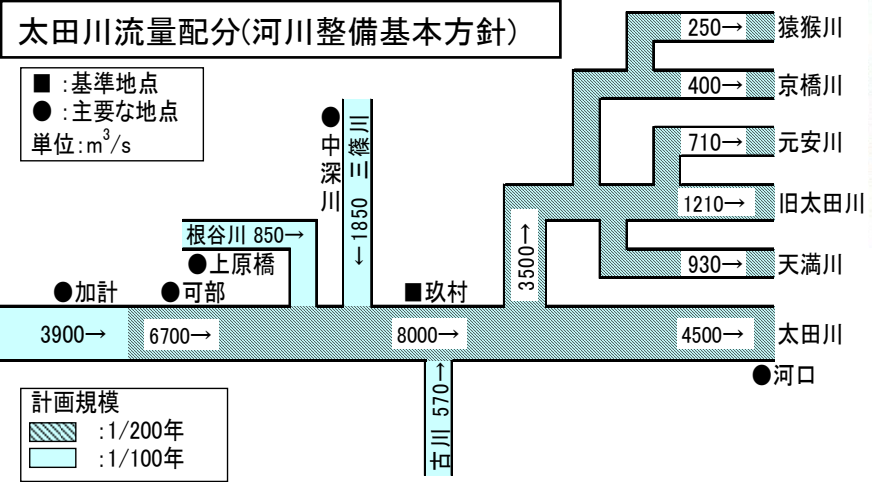 太田川流量配分(河川整備基本方針)
■ :基準地点
● :主要な地点
単位:m³/s
250→ 猿猴川
400→ 京橋川
710→ 元安川
1210→ 旧太田川
930→ 天満川
●中深川
←1850 三篠川
根谷川 850→
●上原橋
3500→
●加計
●可部
■玖村
3900→
6700→
8000→
4500→ 太田川
●河口
古川 570→
計画規模
:1/200年
:1/100年